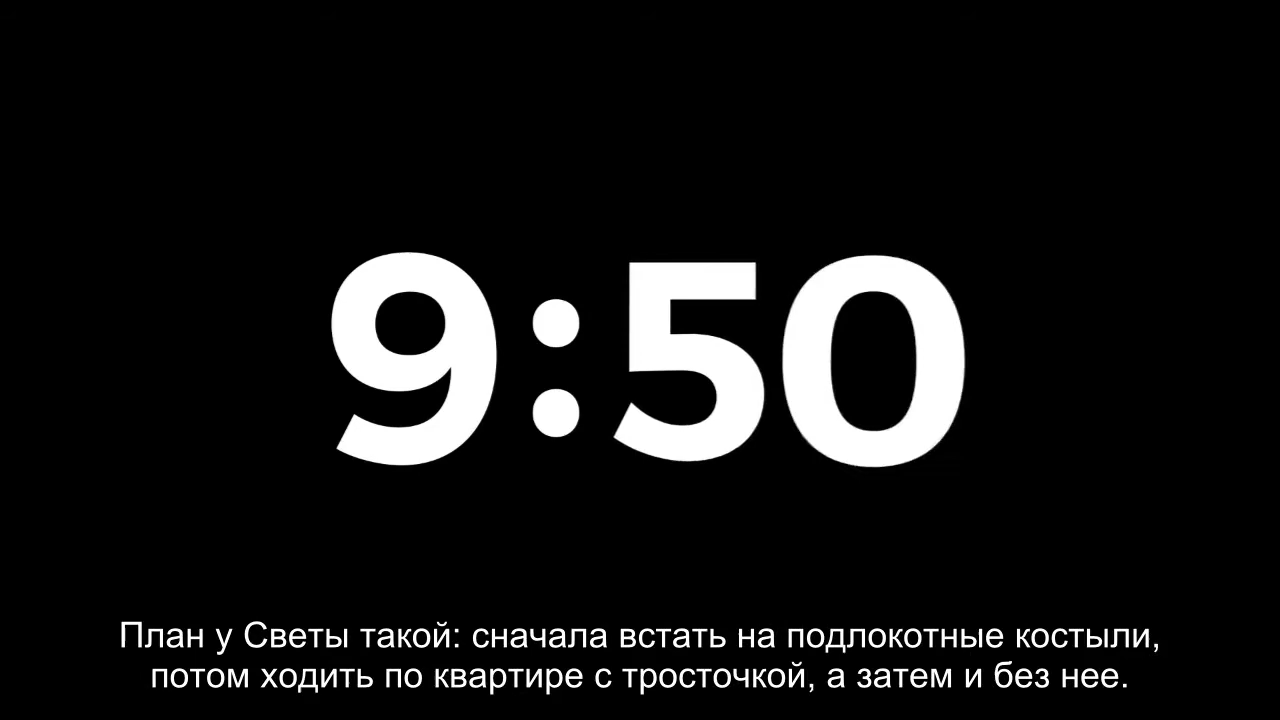 9:50
План у Светы такой: сначала встать на подлокотные костыли,
потом ходить по квартире с тросточкой, а затем и без нее.